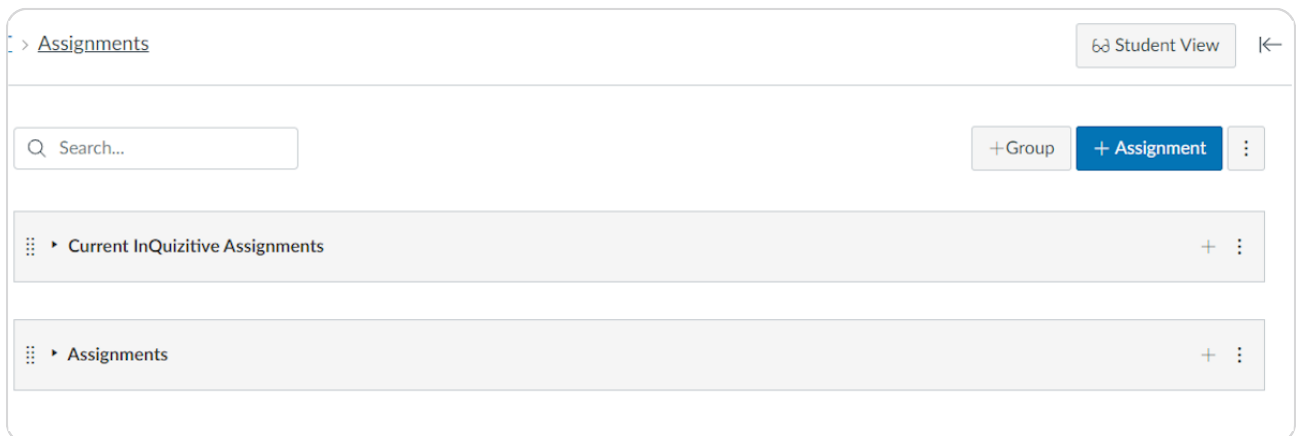 > Assignments
Student View
Search...
+Group
+ Assignment
Current InQuizitive Assignments
+
Assignments
+